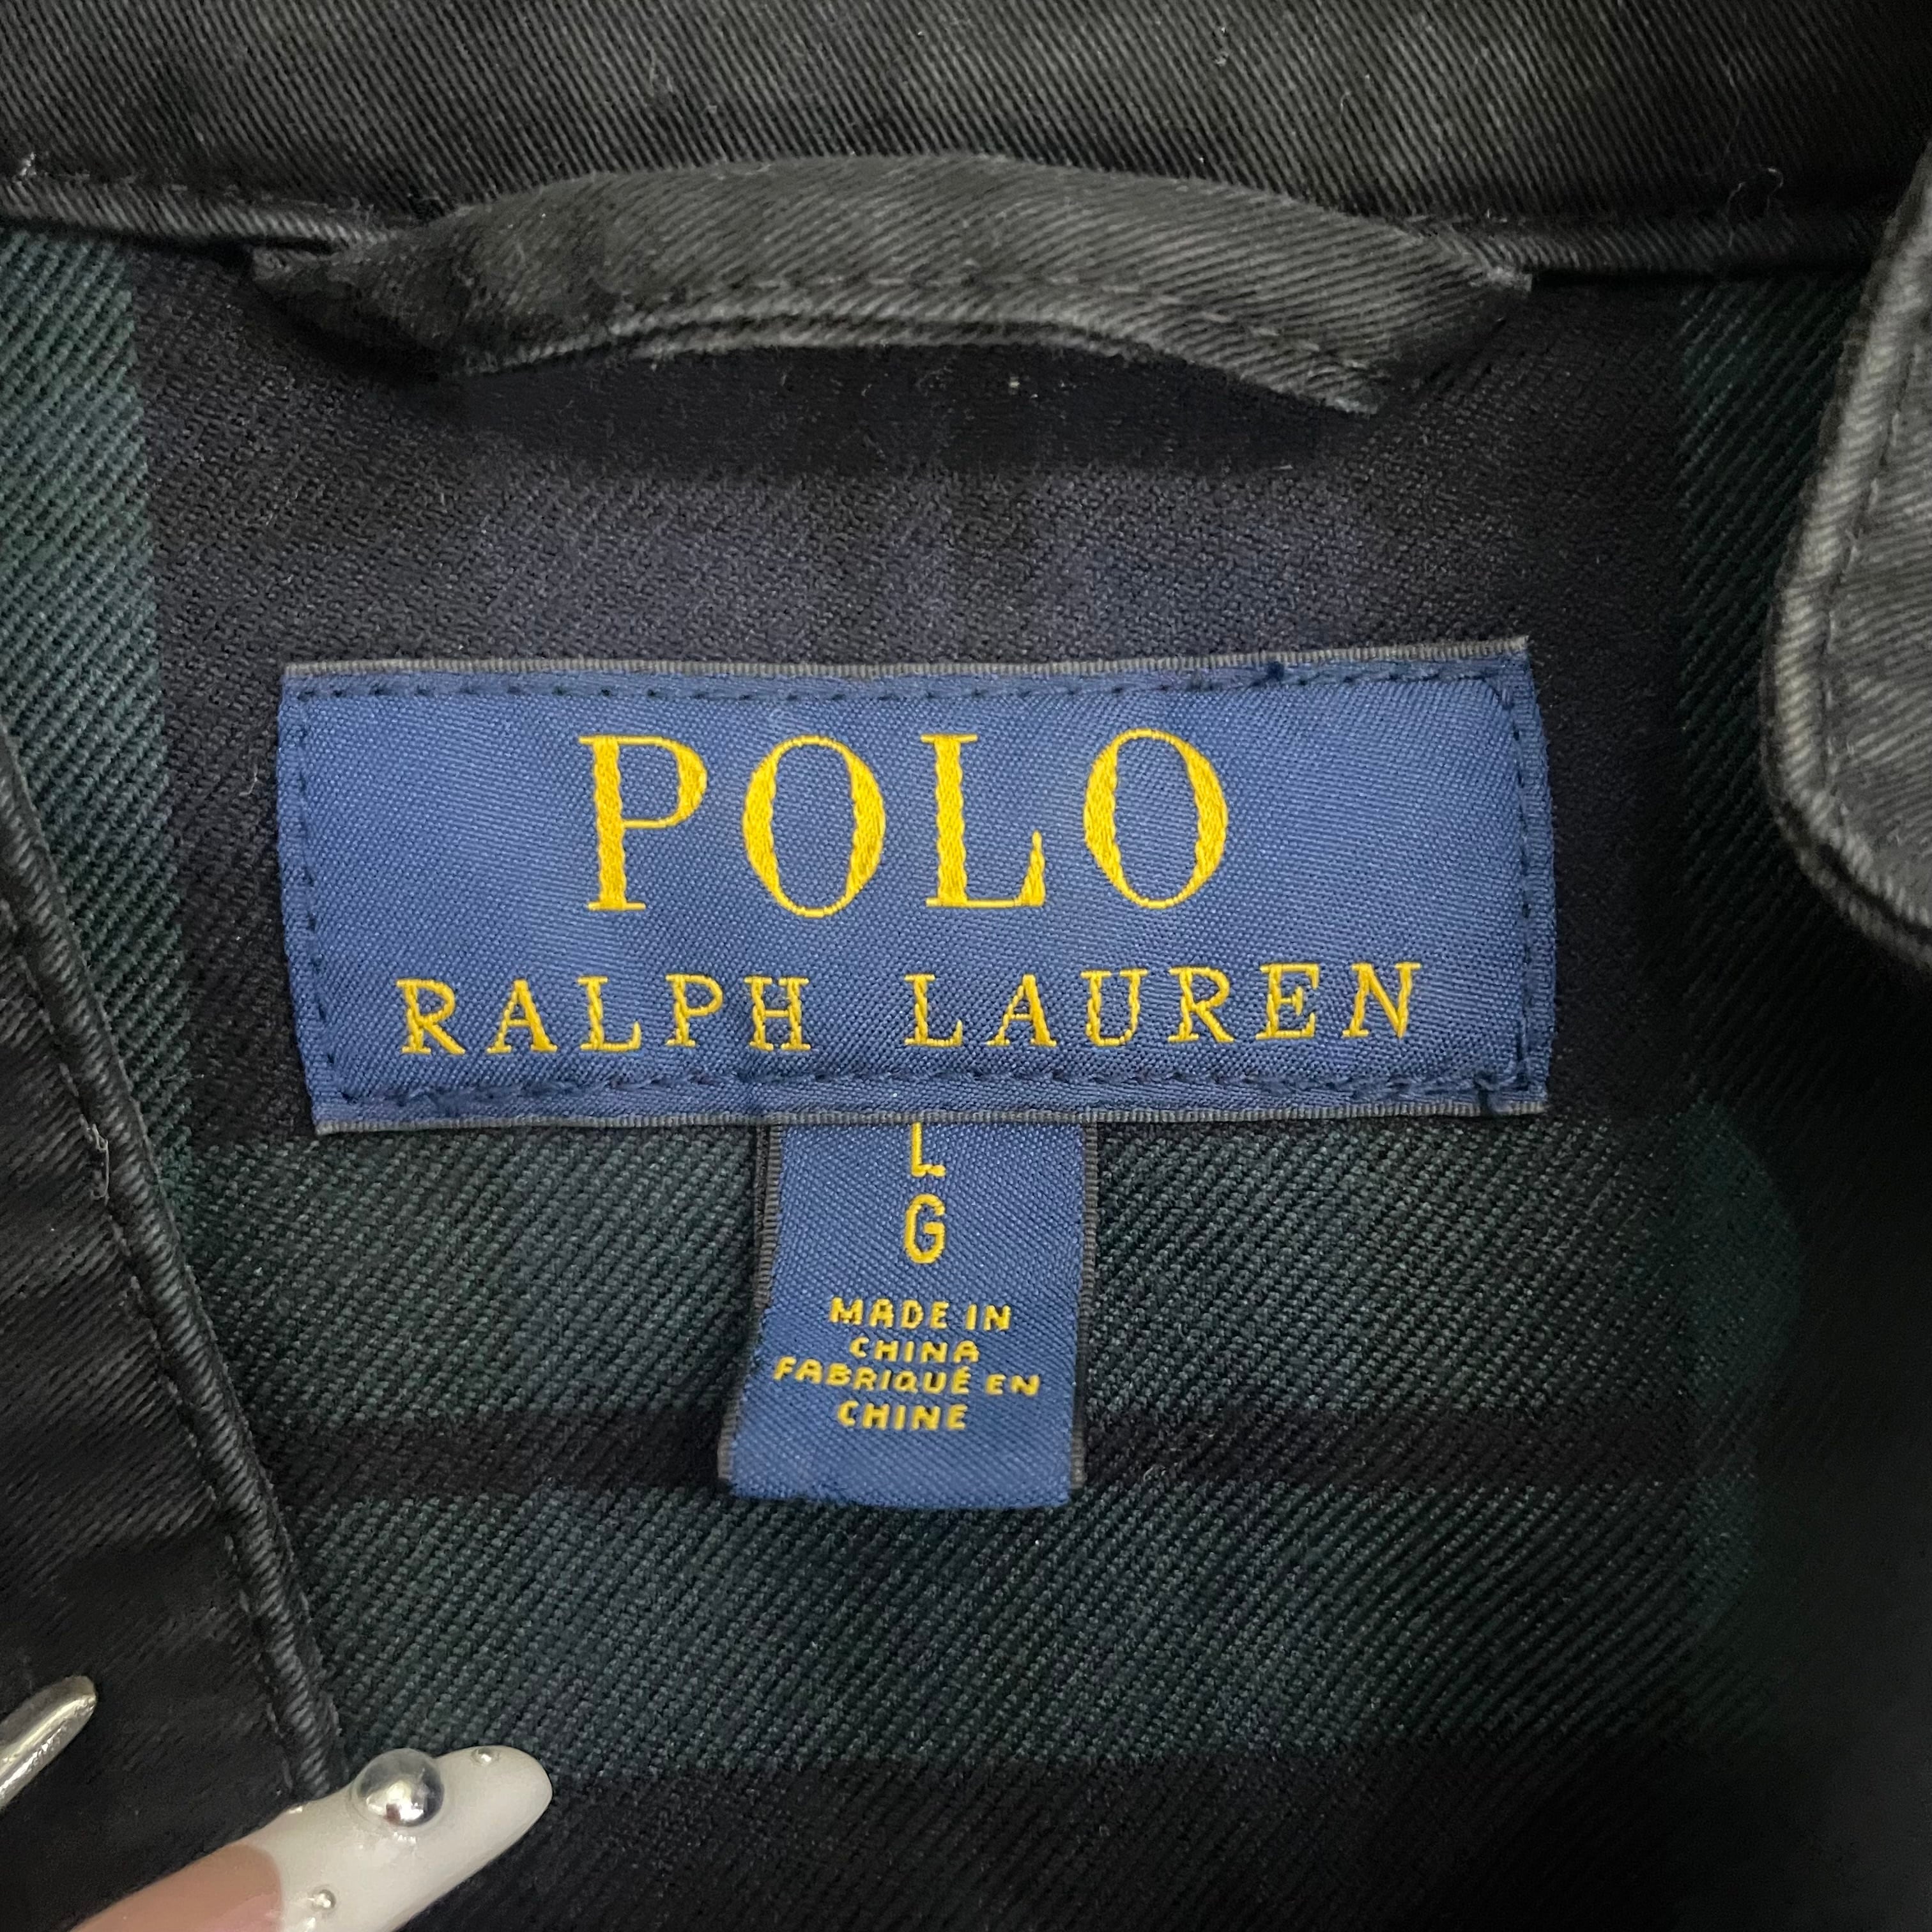 POLO
RALPH LAUREN
L
G
MADE IN
CHINA
FABRIQUÉ EN
CHINE